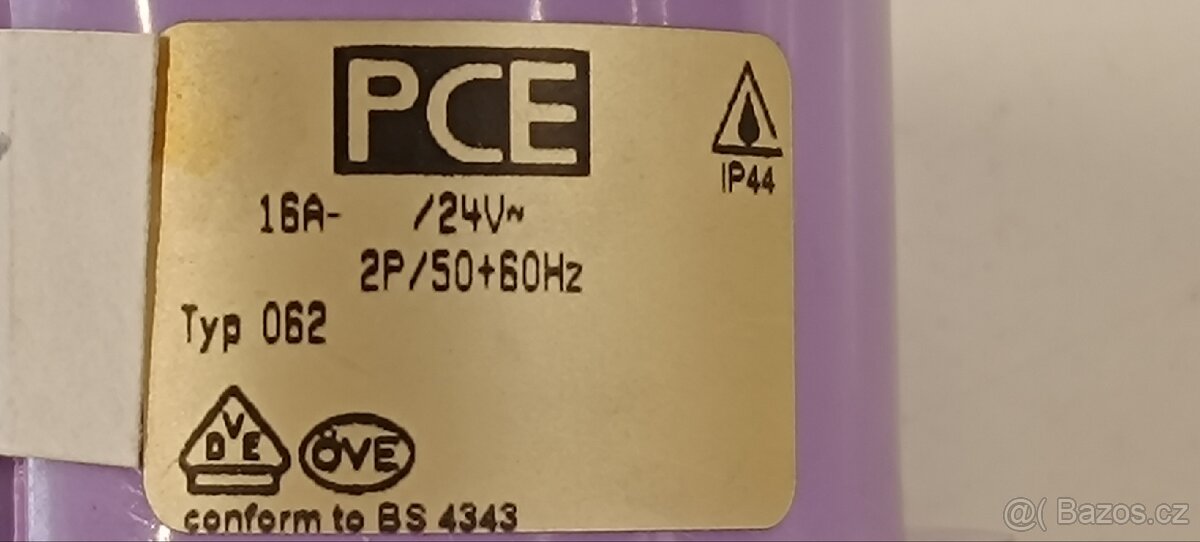 PCE
IP44
16A- /24V~
2P/50+60Hz
Typ 062
DVE ÖVE
conform to BS 4343
@( Bazos.cz